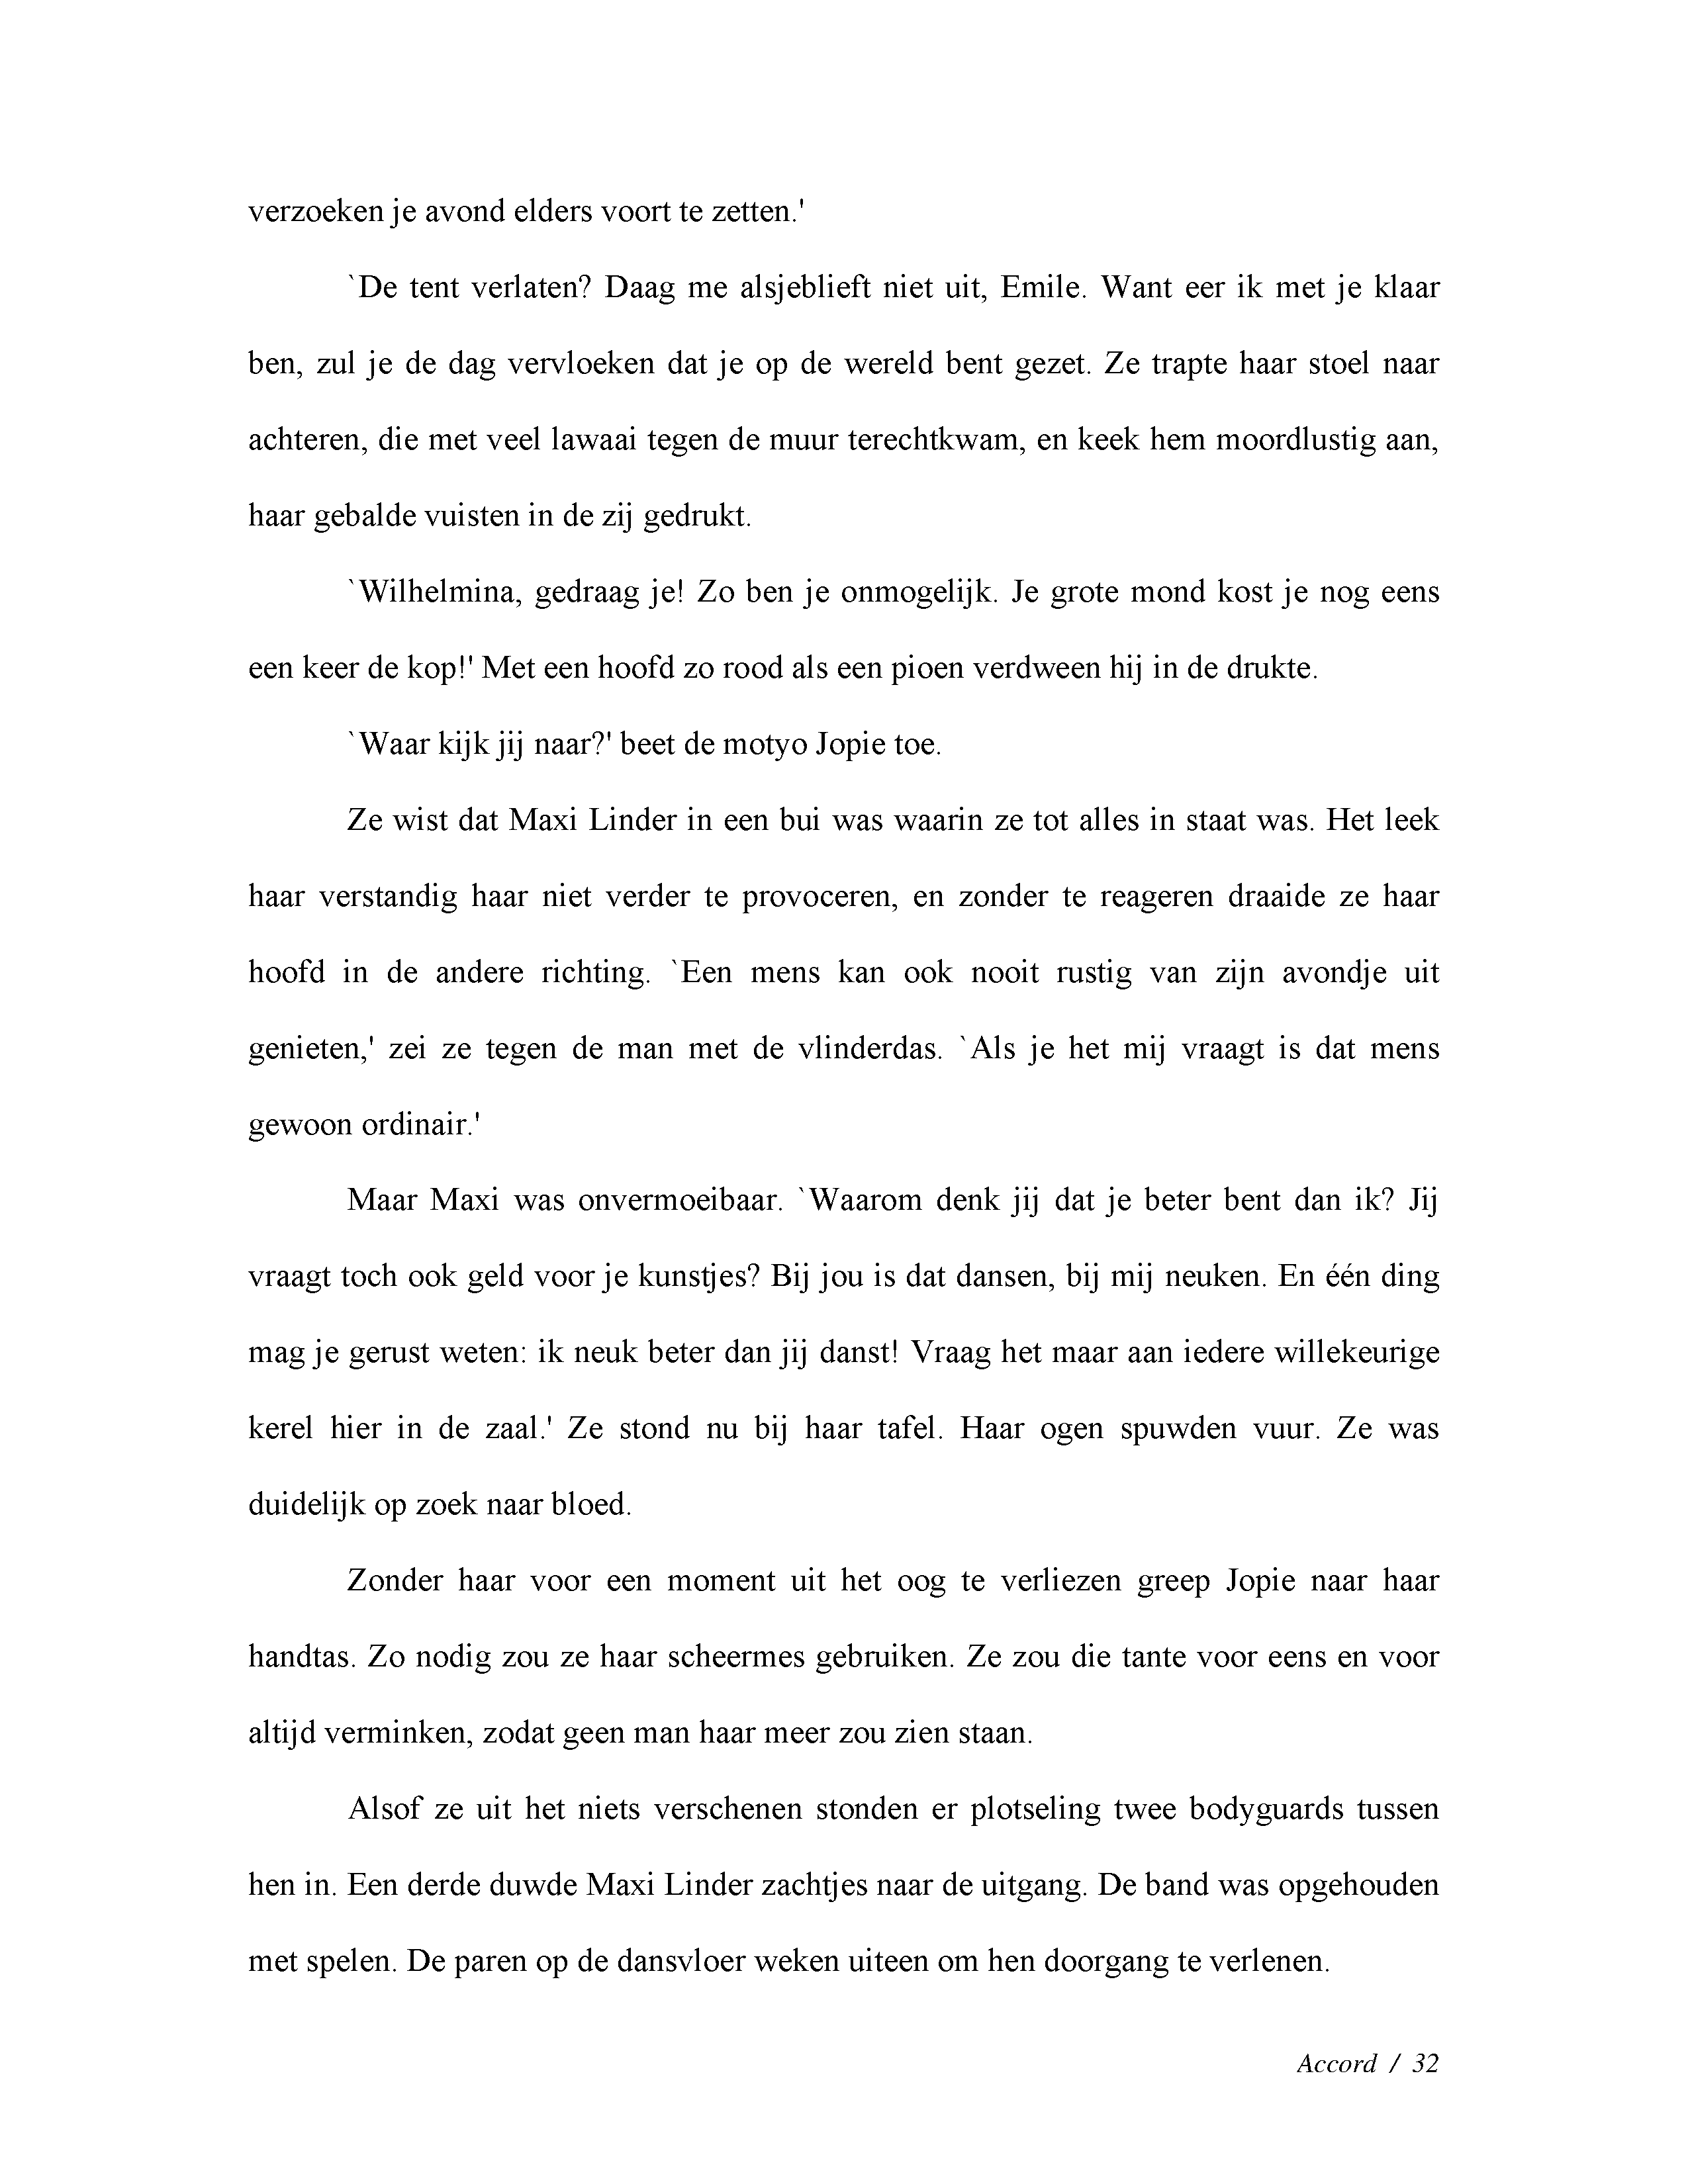 verzoeken je avond elders voort te zetten.'
`De tent verlaten? Daag me alsjeblieft niet uit, Emile. Want eer ik met je klaar
ben, zul je de dag vervloeken dat je op de wereld bent gezet. Ze trapte haar stoel naar
achteren, die met veel lawaai tegen de muur terechtkwam, en keek hem moordlustig aan,
haar gebalde vuisten in de zij gedrukt.
`Wilhelmina, gedraag je! Zo ben je onmogelijk. Je grote mond kost je nog eens
een keer de kop!' Met een hoofd zo rood als een pioen verdween hij in de drukte.
`Waar kijk jij naar?' beet de motyo Jopie toe.
Ze wist dat Maxi Linder in een bui was waarin ze tot alles in staat was. Het leek
haar verstandig haar niet verder te provoceren, en zonder te reageren draaide ze haar
hoofd in de andere richting. `Een mens kan ook nooit rustig van zijn avondje uit
genieten,' zei ze tegen de man met de vlinderdas. `Als je het mij vraagt is dat mens
gewoon ordinair.'
Maar Maxi was onvermoeibaar. `Waarom denk jij dat je beter bent dan ik? Jij
vraagt toch ook geld voor je kunstjes? Bij jou is dat dansen, bij mij neuken. En één ding
mag je gerust weten: ik neuk beter dan jij danst! Vraag het maar aan iedere willekeurige
kerel hier in de zaal.' Ze stond nu bij haar tafel. Haar ogen spuwden vuur. Ze was
duidelijk op zoek naar bloed.
Zonder haar voor een moment uit het oog te verliezen greep Jopie naar haar
handtas. Zo nodig zou ze haar scheermes gebruiken. Ze zou die tante voor eens en voor
altijd verminken, zodat geen man haar meer zou zien staan.
Alsof ze uit het niets verschenen stonden er plotseling twee bodyguards tussen
hen in. Een derde duwde Maxi Linder zachtjes naar de uitgang. De band was opgehouden
met spelen. De paren op de dansvloer weken uiteen om hen doorgang te verlenen.
Accord / 32